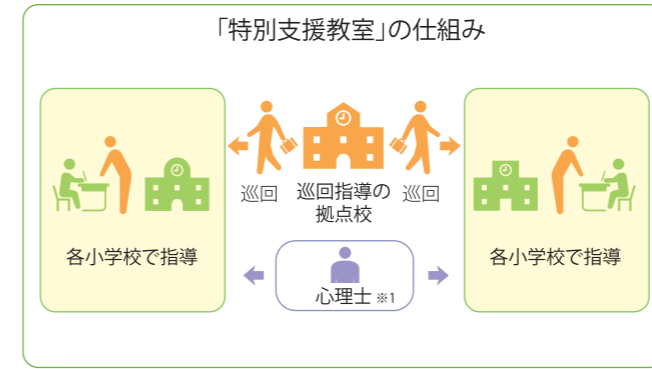 「特別支援教室」の仕組み
巡回
巡回指導の
拠点校
巡回
各小学校で指導
心理士 ※1
各小学校で指導